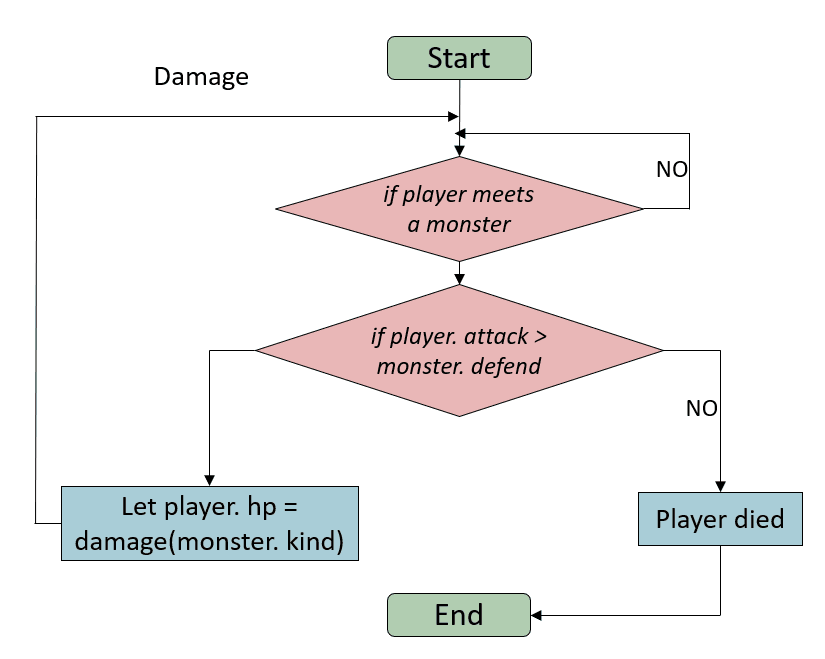 Start
Damage
NO
if player meets
a monster
if player. attack >
monster. defend
NO
Let player. hp =
damage(monster. kind)
Player died
End